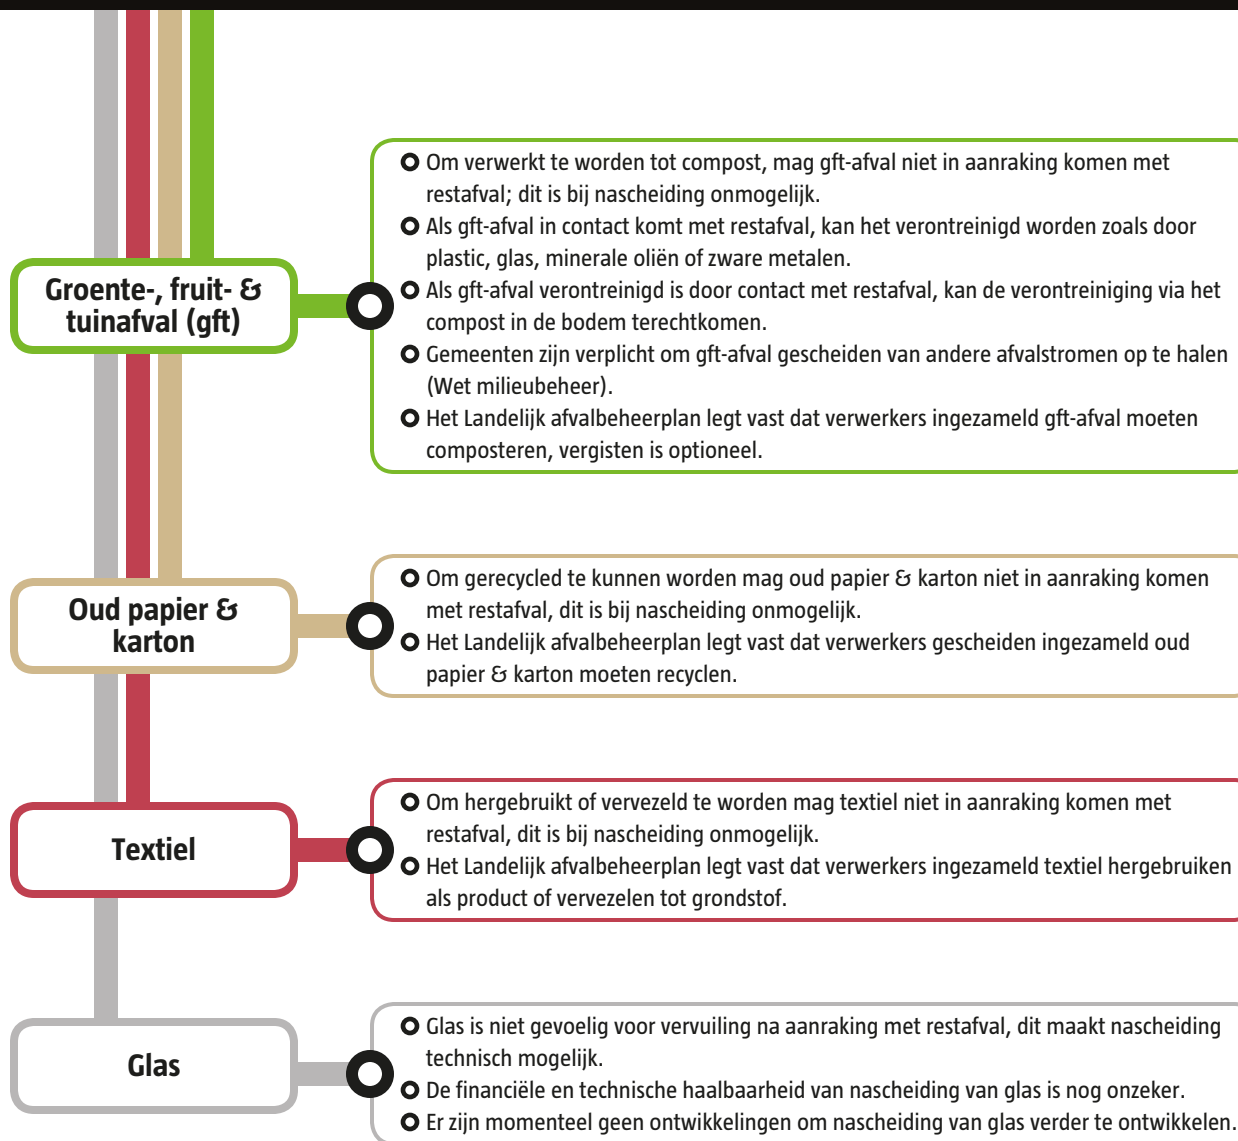 Groente-, fruit- &
tuinafval (gft)
Om verwerkt te worden tot compost, mag gft-afval niet in aanraking komen met
restafval; dit is bij nascheiding onmogelijk.
Als gft-afval in contact komt met restafval, kan het verontreinigd worden zoals door
plastic, glas, minerale oliën of zware metalen.
Als gft-afval verontreinigd is door contact met restafval, kan de verontreiniging via het
compost in de bodem terechtkomen.
Gemeenten zijn verplicht om gft-afval gescheiden van andere afvalstromen op te halen
(Wet milieubeheer).
Het Landelijk afvalbeheerplan legt vast dat verwerkers ingezameld gft-afval moeten
composteren, vergisten is optioneel.
Oud papier &
karton
Om gerecycled te kunnen worden mag oud papier & karton niet in aanraking komen
met restafval, dit is bij nascheiding onmogelijk.
Het Landelijk afvalbeheerplan legt vast dat verwerkers gescheiden ingezameld oud
papier & karton moeten recyclen.
Textiel
Om hergebruikt of vervezeld te worden mag textiel niet in aanraking komen met
restafval, dit is bij nascheiding onmogelijk.
Het Landelijk afvalbeheerplan legt vast dat verwerkers ingezameld textiel hergebruiken
als product of vervezelen tot grondstof.
Glas
Glas is niet gevoelig voor vervuiling na aanraking met restafval, dit maakt nascheiding
technisch mogelijk.
De financiële en technische haalbaarheid van nascheiding van glas is nog onzeker.
Er zijn momenteel geen ontwikkelingen om nascheiding van glas verder te ontwikkelen.